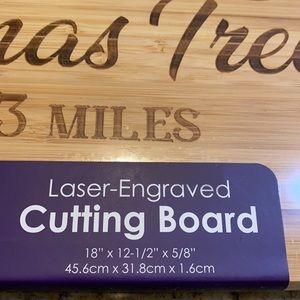 mas Tree
3 MILES
Laser-Engraved
Cutting Board
18" x 12-1/2" x 5/8"
45.6cm x 31.8cm x 1.6cm